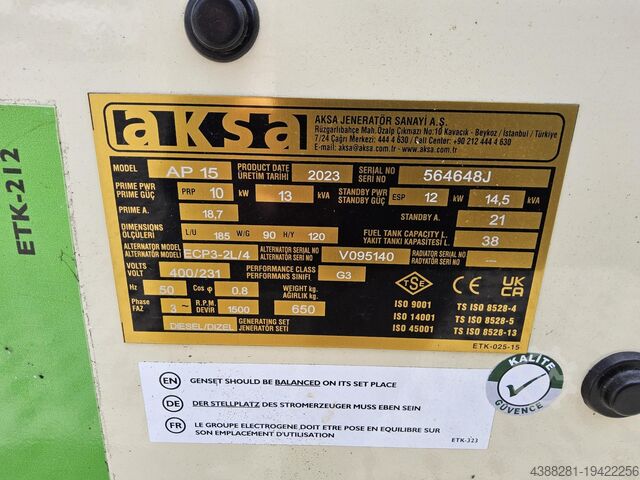 aksa
AKSA JENERATÖR SANAYİ A.Ş.
Rüzgarlıbahçe Mah. Özalp Çıkmazı No:10 Kavacık - Beykoz / İstanbul / Türkiye
7/24 Çağrı Merkezi: 444 4 630 / Call Center: +90 212 444 4 630
E-mail: aksa@aksa.com.tr www.aksa.com.tr
MODEL AP 15 PRODUCT DATE ÜRETİM TARİHİ 2023 SERIAL NO SERİ NO 564648J
PRIME PWR PRIME GÜÇ PRP 10 kW 13 kVA STANDBY PWR STANDBY GÜÇ ESP 12 kW 14,5 kVA
PRIME A. 18,7 STANDBY A. 21
DIMENSIONS ÖLÇÜLERİ L/U 185 W/G 90 H/Y 120 FUEL TANK CAPACITY L. YAKIT TANKI KAPASİTESİ L. 38
ALTERNATOR MODEL ALTERNATÖR MODELİ ECP3-2L/4 ALTERNATOR SERIAL NO ALTERNATÖR SERİ NO V095140 RADIATOR SERIAL NO RADYATÖR SERİ NO
VOLTS VOLT 400/231 PERFORMANCE CLASS PERFORMANS SINIFI G3
Hz 50 Cos φ 0.8 WEIGHT kg. AĞIRLIK kg. 650
Phase FAZ 3~ R.P.M. DEVİR 1500
DIESEL/DİZEL GENERATING SET JENERATÖR SETİ
TSE CE UKCA
ISO 9001 TS ISO 8528-4
ISO 14001 TS ISO 8528-5
ISO 45001 TS ISO 8528-13
ETK-025-15
ETK-212
EN GENSET SHOULD BE BALANCED ON ITS SET PLACE
DE DER STELLPLATZ DES STROMERZEUGER MUSS EBEN SEIN
FR LE GROUPE ELECTROGENE DOIT ETRE POSE EN EQUILIBRE SUR
SON EMPLACEMENT D'UTILISATION
ETK-323
KALİTE
GÜVENCE
4388281-19422256